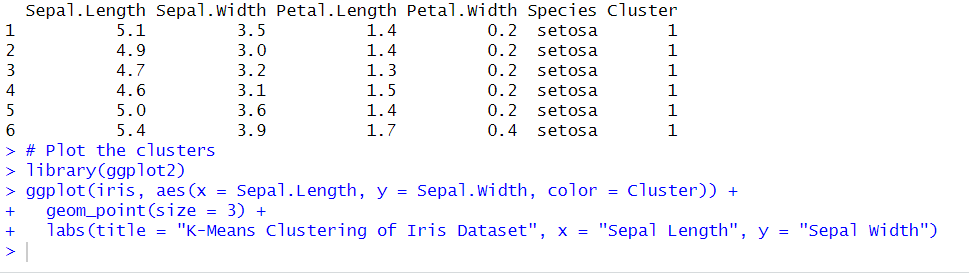 Sepal.Length Sepal.Width Petal.Length Petal.Width Species Cluster
1          5.1         3.5          1.4         0.2  setosa       1
2          4.9         3.0          1.4         0.2  setosa       1
3          4.7         3.2          1.3         0.2  setosa       1
4          4.6         3.1          1.5         0.2  setosa       1
5          5.0         3.6          1.4         0.2  setosa       1
6          5.4         3.9          1.7         0.4  setosa       1
> # Plot the clusters
> library(ggplot2)
> ggplot(iris, aes(x = Sepal.Length, y = Sepal.Width, color = Cluster)) +
+   geom_point(size = 3) +
+   labs(title = "K-Means Clustering of Iris Dataset", x = "Sepal Length", y = "Sepal Width")
>